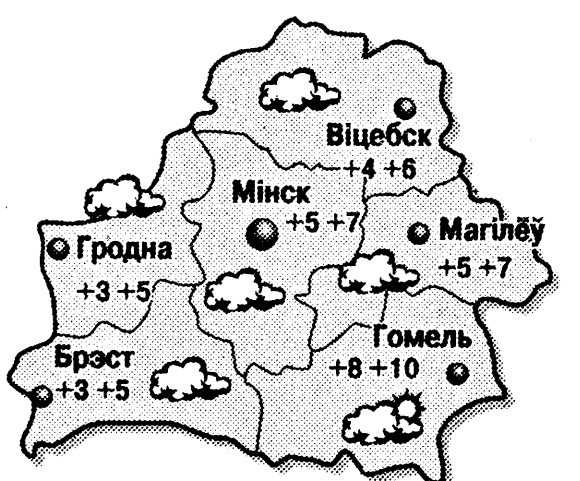 Віцебск
+4 +6
Мінск
+5 +7
Магілёў
+5 +7
Гродна
+3 +5
Гомель
+8 +10
Брэст
+3 +5